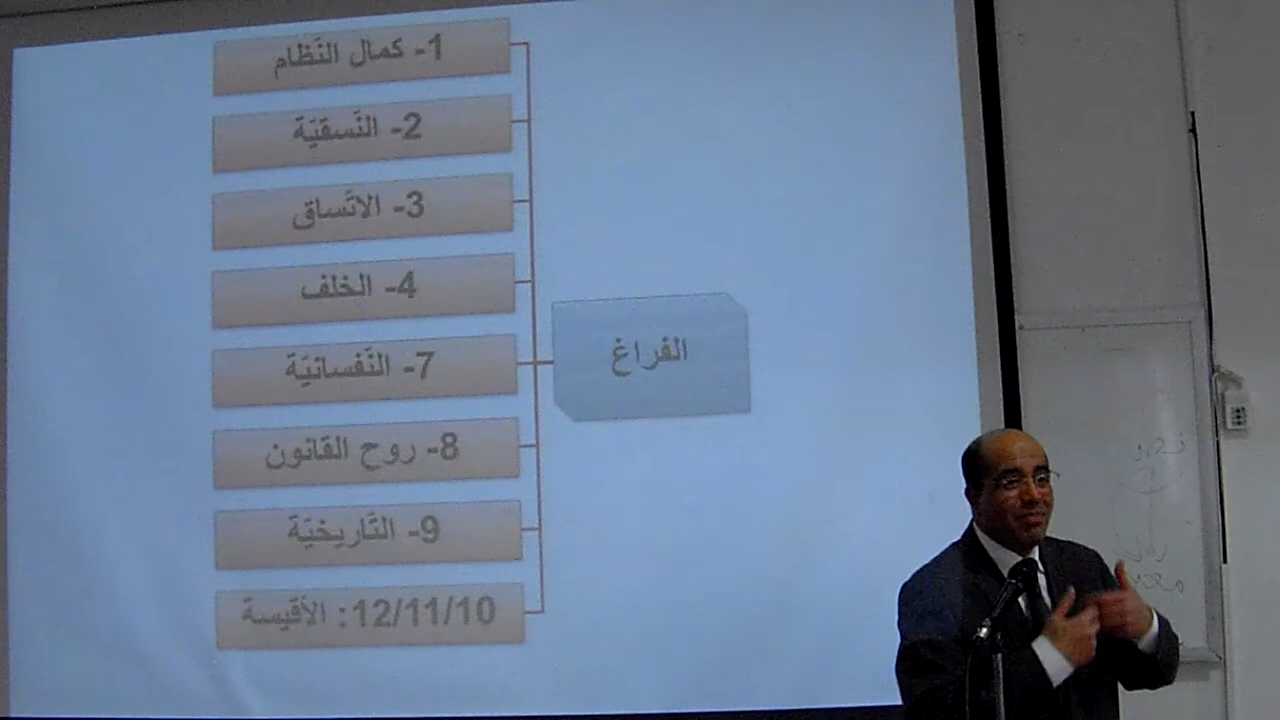 1- كمال النّظام
2- النّسقيّة
3- الاتّساق
4- الخلف
7- النّفسانيّة
8- روح القانون
9- التّاريخيّة
12/11/10: الأقيسة
الفراغ